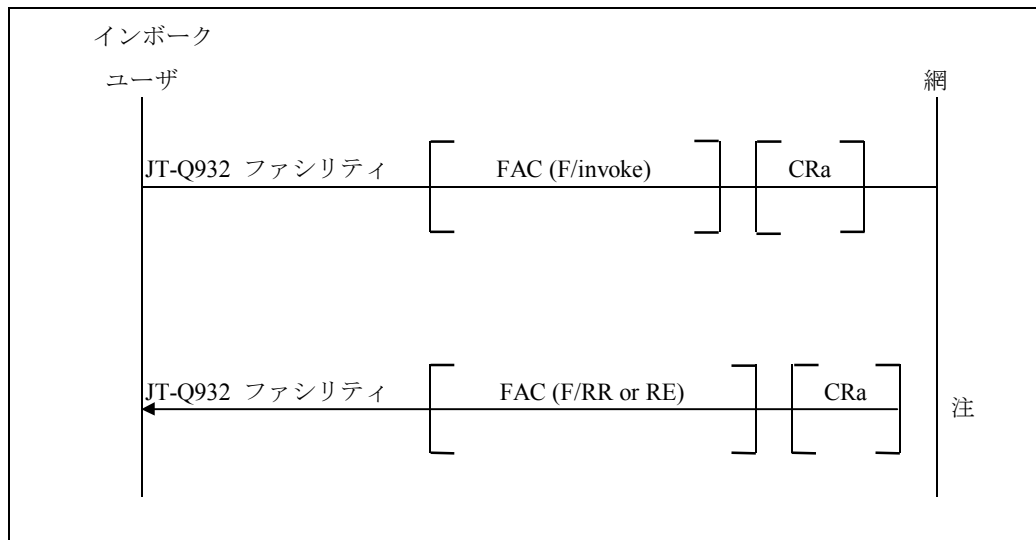 インボーク
ユーザ 網
JT-Q932 ファシリティ FAC (F/invoke) CRa
JT-Q932 ファシリティ FAC (F/RR or RE) CRa 注